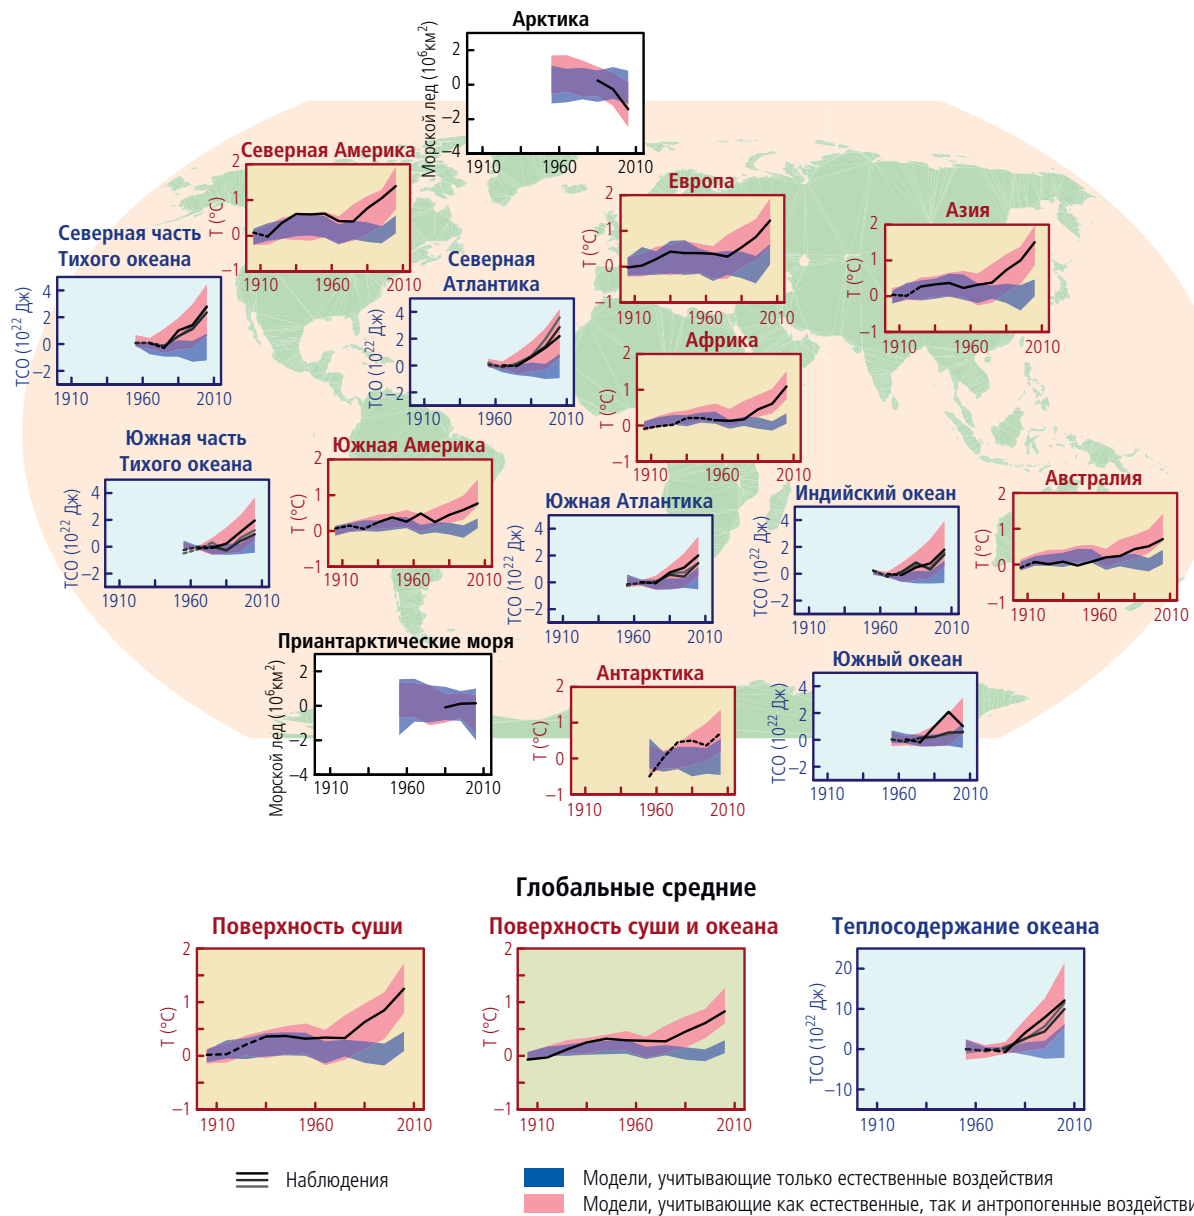 Арктика
Морской лед (10⁶км²)
2
0
−2
−4
1910 1960 2010
Северная Америка
T (°C)
2
1
0
−1
1910 1960 2010
Европа
T (°C)
2
1
0
−1
1910 1960 2010
Азия
T (°C)
2
1
0
−1
1910 1960 2010
Северная часть
Тихого океана
ТСО (10²² Дж)
4
2
0
−2
1910 1960 2010
Северная
Атлантика
ТСО (10²² Дж)
4
2
0
−2
1910 1960 2010
Африка
T (°C)
2
1
0
−1
1910 1960 2010
Южная часть
Тихого океана
ТСО (10²² Дж)
4
2
0
−2
1910 1960 2010
Южная Америка
T (°C)
2
1
0
−1
1910 1960 2010
Южная Атлантика
ТСО (10²² Дж)
4
2
0
−2
1910 1960 2010
Индийский океан
ТСО (10²² Дж)
4
2
0
−2
1910 1960 2010
Австралия
T (°C)
2
1
0
−1
1910 1960 2010
Приантарктические моря
Морской лед (10⁶км²)
2
0
−2
−4
1910 1960 2010
Антарктика
T (°C)
2
1
0
−1
1910 1960 2010
Южный океан
ТСО (10²² Дж)
4
2
0
−2
1910 1960 2010
Глобальные средние
Поверхность суши
T (°C)
2
1
0
−1
1910 1960 2010
Поверхность суши и океана
T (°C)
2
1
0
−1
1910 1960 2010
Теплосодержание океана
ТСО (10²² Дж)
20
10
0
−10
1910 1960 2010
Наблюдения
Модели, учитывающие только естественные воздействия
Модели, учитывающие как естественные, так и антропогенные воздействи